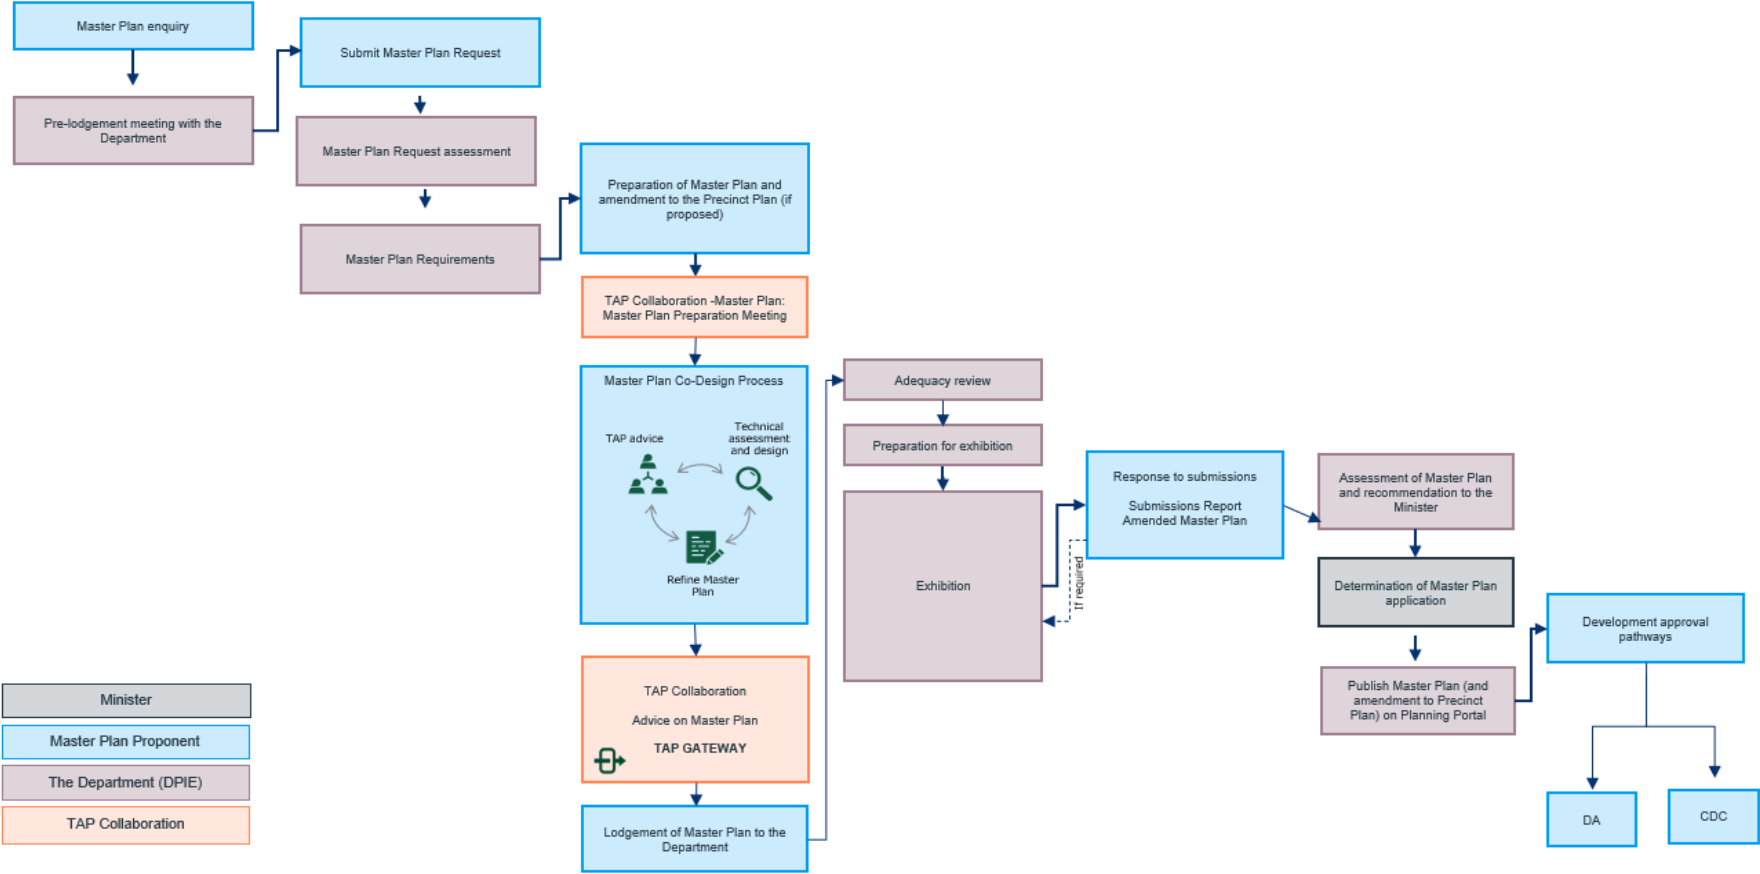 Master Plan enquiry
Pre-lodgement meeting with the
Department
Submit Master Plan Request
Master Plan Request assessment
Master Plan Requirements
Preparation of Master Plan and
amendment to the Precinct Plan (if
proposed)
TAP Collaboration -Master Plan:
Master Plan Preparation Meeting
Master Plan Co-Design Process
TAP advice
Technical
assessment
and design
Refine Master
Plan
TAP Collaboration
Advice on Master Plan
TAP GATEWAY
Lodgement of Master Plan to the
Department
Adequacy review
Preparation for exhibition
Exhibition
Response to submissions
Submissions Report
Amended Master Plan
If required
Assessment of Master Plan
and recommendation to the
Minister
Determination of Master Plan
application
Publish Master Plan (and
amendment to Precinct
Plan) on Planning Portal
Development approval
pathways
DA
CDC
Minister
Master Plan Proponent
The Department (DPIE)
TAP Collaboration